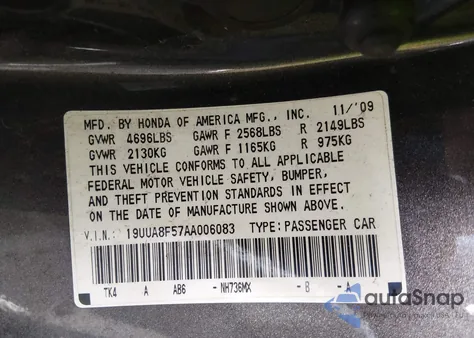 MFD. BY HONDA OF AMERICA MFG., INC. 11/'09
GVWR 4696LBS GAWR F 2568LBS R 2149LBS
GVWR 2130KG GAWR F 1165KG R 975KG
THIS VEHICLE CONFORMS TO ALL APPLICABLE
FEDERAL MOTOR VEHICLE SAFETY, BUMPER,
AND THEFT PREVENTION STANDARDS IN EFFECT
ON THE DATE OF MANUFACTURE SHOWN ABOVE.
V.I.N.: 19UUA8F57AA006083 TYPE: PASSENGER CAR
TK4 A AB6 - NH736MX - B - A
autoSnap